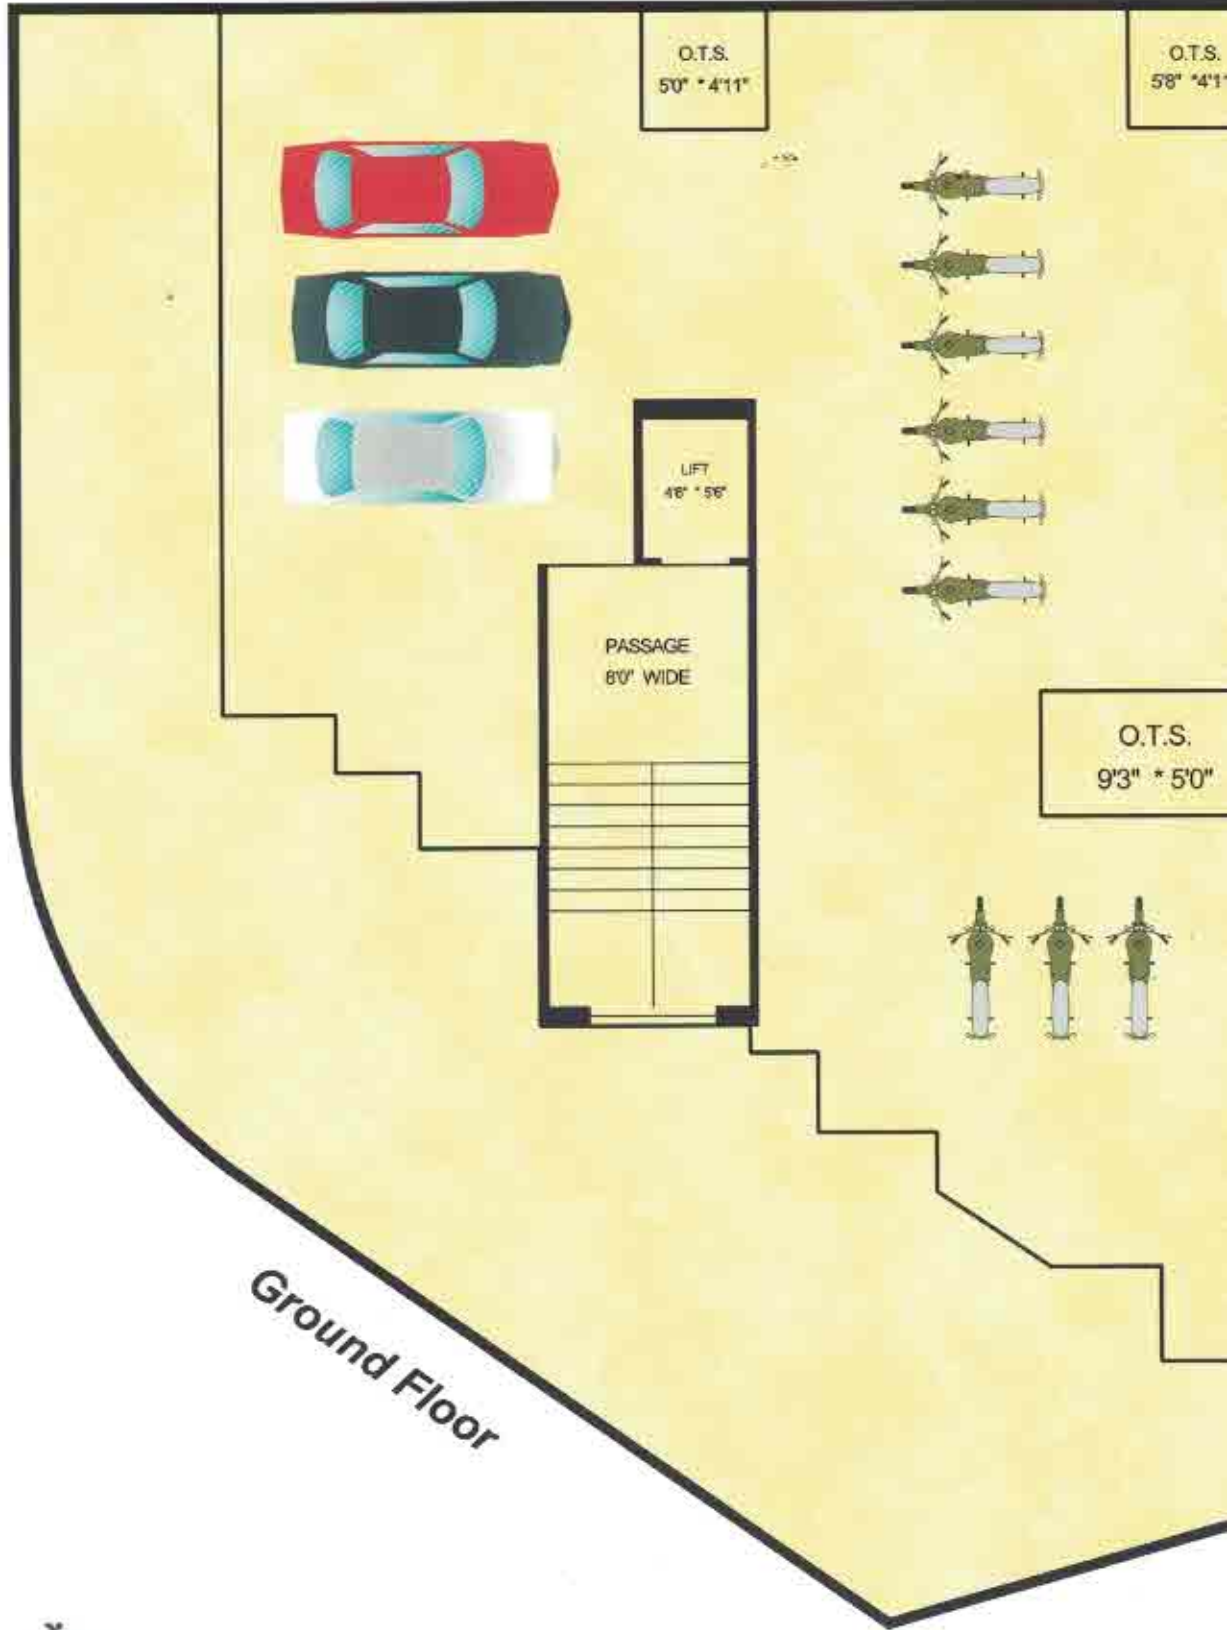 O.T.S.
5'0" * 4'11"
O.T.S.
5'8" *4'11"
LIFT
4'6" * 5'6"
PASSAGE
8'0" WIDE
O.T.S.
9'3" * 5'0"
Ground Floor